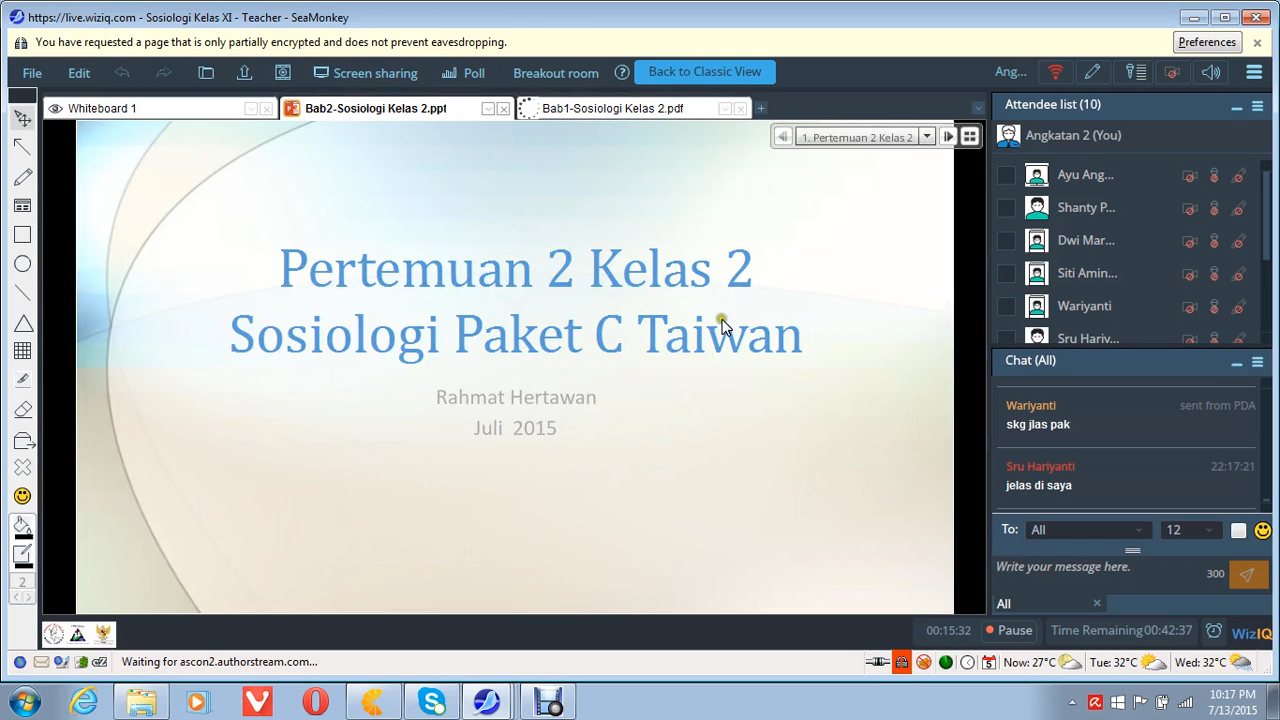 https://live.wiziq.com - Sosiologi Kelas XI - Teacher - SeaMonkey
You have requested a page that is only partially encrypted and does not prevent eavesdropping.
Preferences
File Edit Screen sharing Poll Breakout room ? Back to Classic View Ang...
Whiteboard 1 Bab2-Sosiologi Kelas 2.ppt Bab1-Sosiologi Kelas 2.pdf
Attendee list (10)
1. Pertemuan 2 Kelas 2
Angkatan 2 (You)
Ayu Ang...
Shanty P...
Dwi Mar...
Siti Amin...
Wariyanti
Sru Hariy...
Pertemuan 2 Kelas 2
Sosiologi Paket C Taiwan
Rahmat Hertawan
Juli 2015
Chat (All)
Wariyanti sent from PDA
skg jlas pak
Sru Hariyanti 22:17:21
jelas di saya
To: All 12
Write your message here. 300
All
2
00:15:32 Pause Time Remaining 00:42:37 WizIQ
Waiting for ascon2.authorstream.com... Now: 27°C Tue: 32°C Wed: 32°C
10:17 PM
7/13/2015